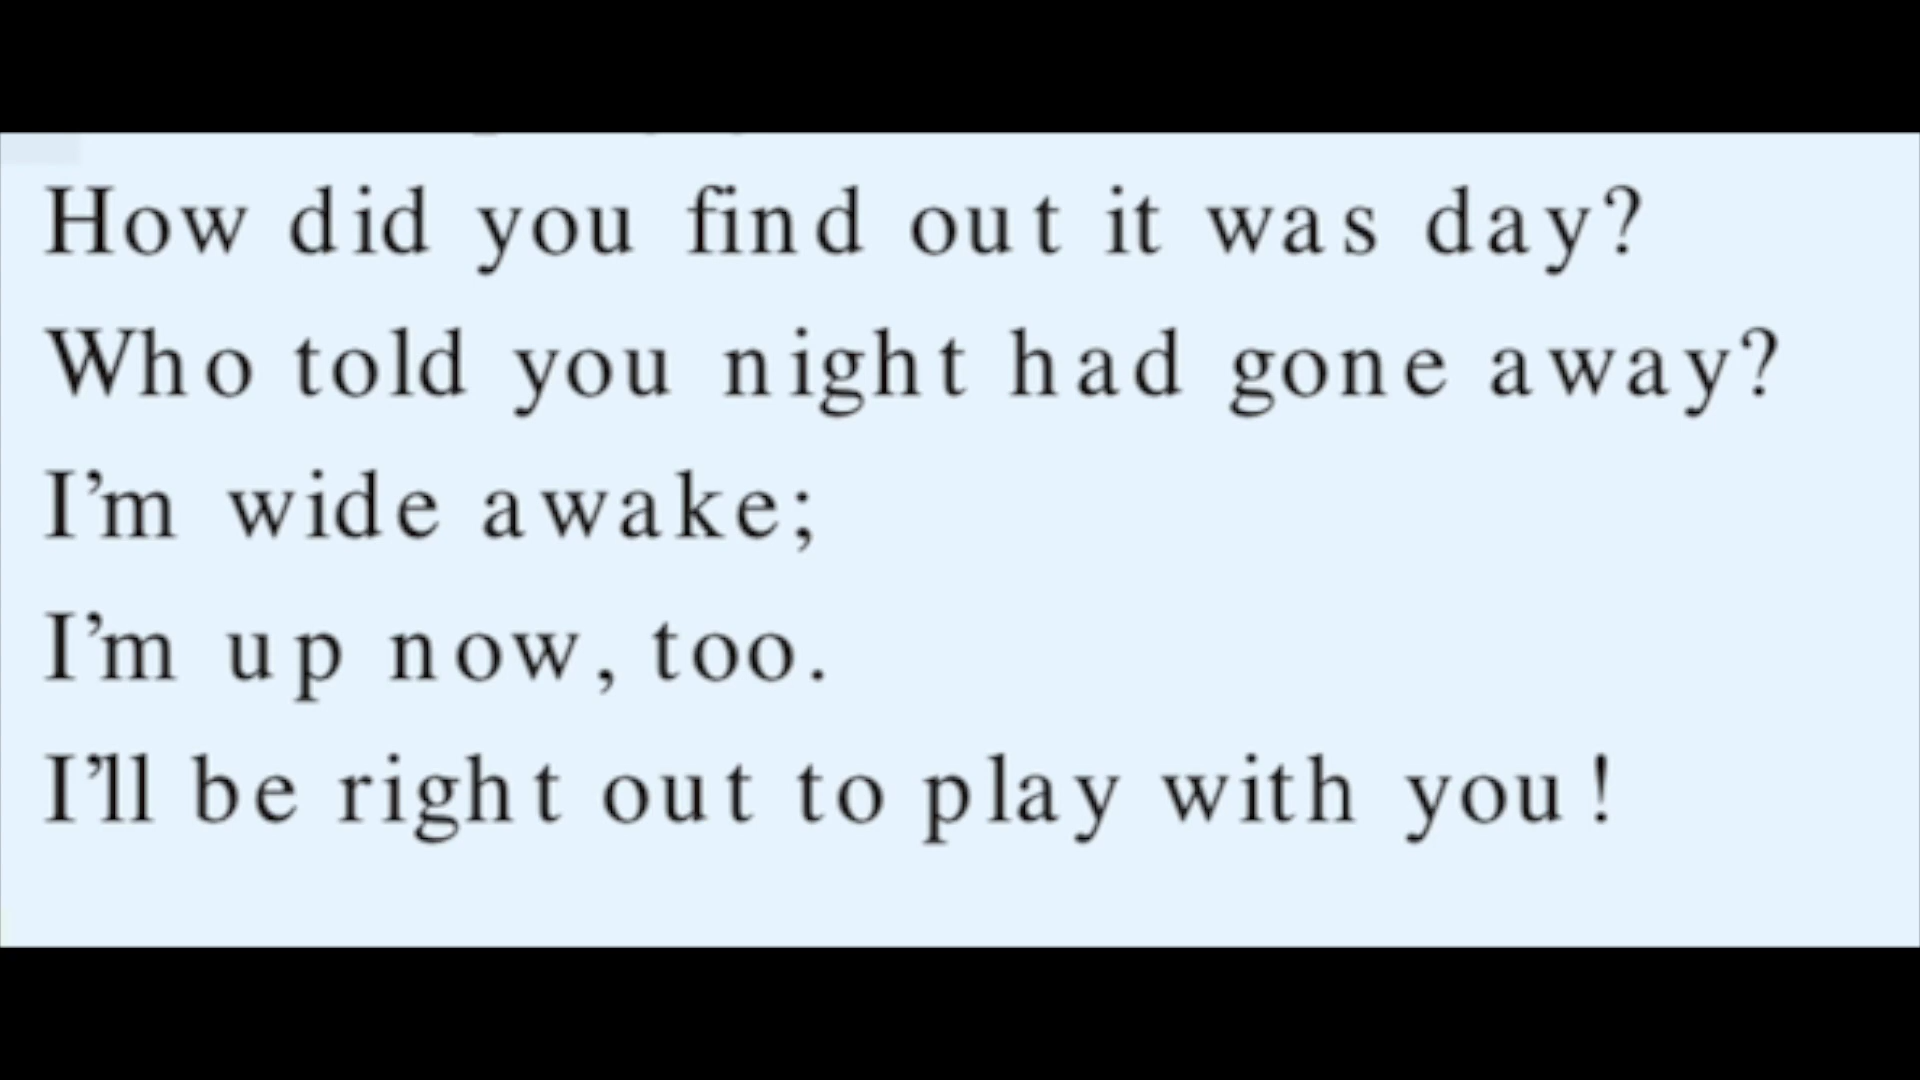 How did you find out it was day?
Who told you night had gone away?
I'm wide awake;
I'm up now, too.
I'll be right out to play with you!